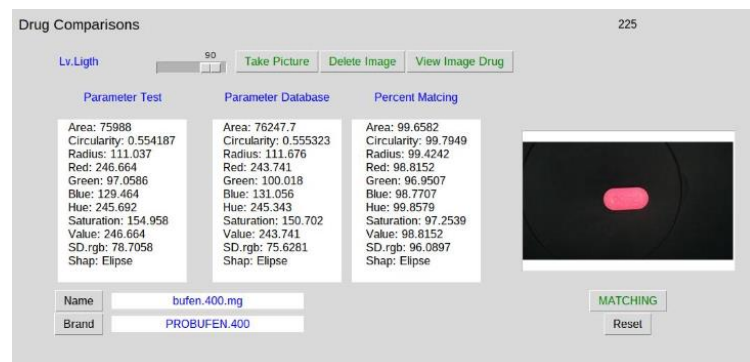 Drug Comparisons
225
Lv.Ligth
90
Take Picture
Delete Image
View Image Drug
Parameter Test
Parameter Database
Percent Matcing
Area: 75988
Circularity: 0.554187
Radius: 111.037
Red: 246.664
Green: 97.0586
Blue: 129.464
Hue: 245.692
Saturation: 154.958
Value: 246.664
SD.rgb: 78.7058
Shap: Elipse
Area: 76247.7
Circularity: 0.555323
Radius: 111.676
Red: 243.741
Green: 100.018
Blue: 131.056
Hue: 245.343
Saturation: 150.702
Value: 243.741
SD.rgb: 75.6281
Shap: Elipse
Area: 99.6582
Circularity: 99.7949
Radius: 99.4242
Red: 98.8152
Green: 96.9507
Blue: 98.7707
Hue: 99.8579
Saturation: 97.2539
Value: 98.8152
SD.rgb: 96.0897
Shap: Elipse
Name
bufen.400.mg
MATCHING
Brand
PROBUFEN.400
Reset